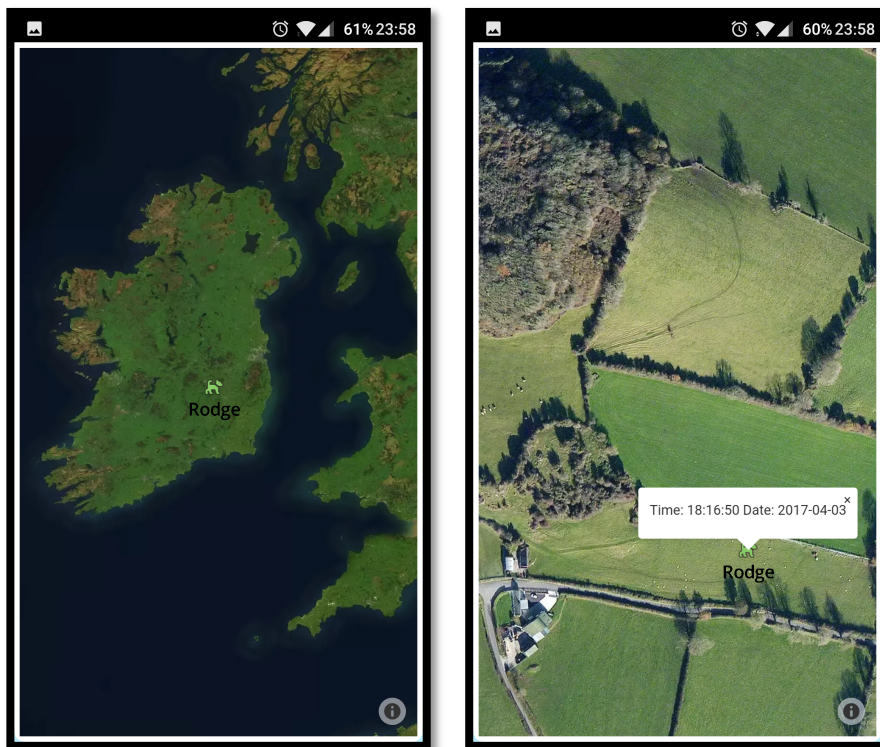 61% 23:58
Rodge
60% 23:58
Time: 18:16:50 Date: 2017-04-03
×
Rodge